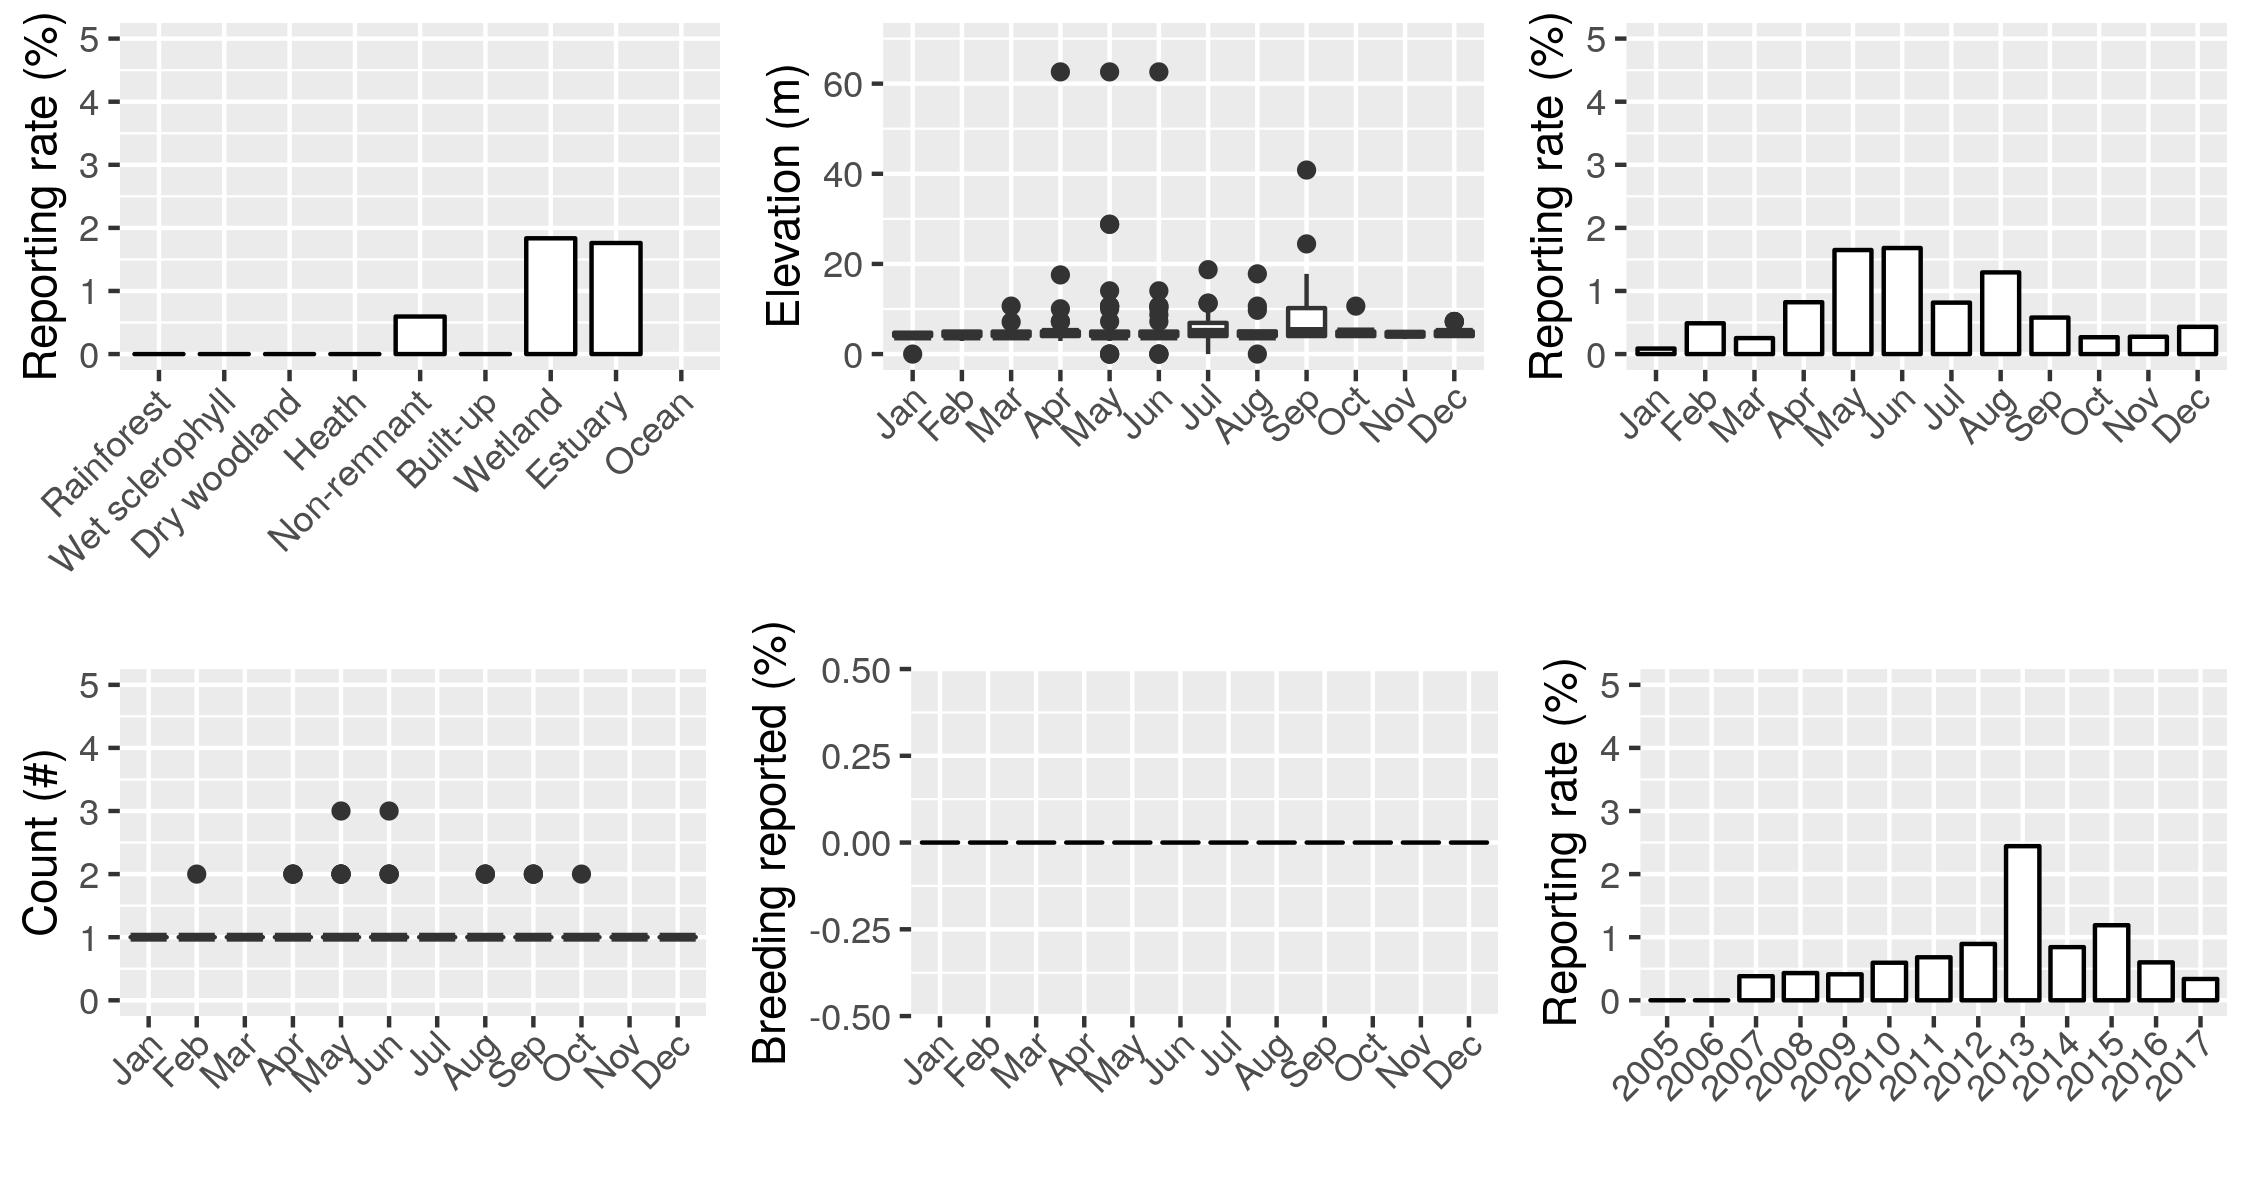 Reporting rate (%)
5
4
3
2
1
0
Rainforest
Wet sclerophyll
Dry woodland
Heath
Non-remnant
Built-up
Wetland
Estuary
Ocean
Elevation (m)
60
40
20
0
Jan
Feb
Mar
Apr
May
Jun
Jul
Aug
Sep
Oct
Nov
Dec
Reporting rate (%)
5
4
3
2
1
0
Jan
Feb
Mar
Apr
May
Jun
Jul
Aug
Sep
Oct
Nov
Dec
Count (#)
5
4
3
2
1
0
Jan
Feb
Mar
Apr
May
Jun
Jul
Aug
Sep
Oct
Nov
Dec
Breeding reported (%)
0.50
0.25
0.00
-0.25
-0.50
Jan
Feb
Mar
Apr
May
Jun
Jul
Aug
Sep
Oct
Nov
Dec
Reporting rate (%)
5
4
3
2
1
0
2005
2006
2007
2008
2009
2010
2011
2012
2013
2014
2015
2016
2017